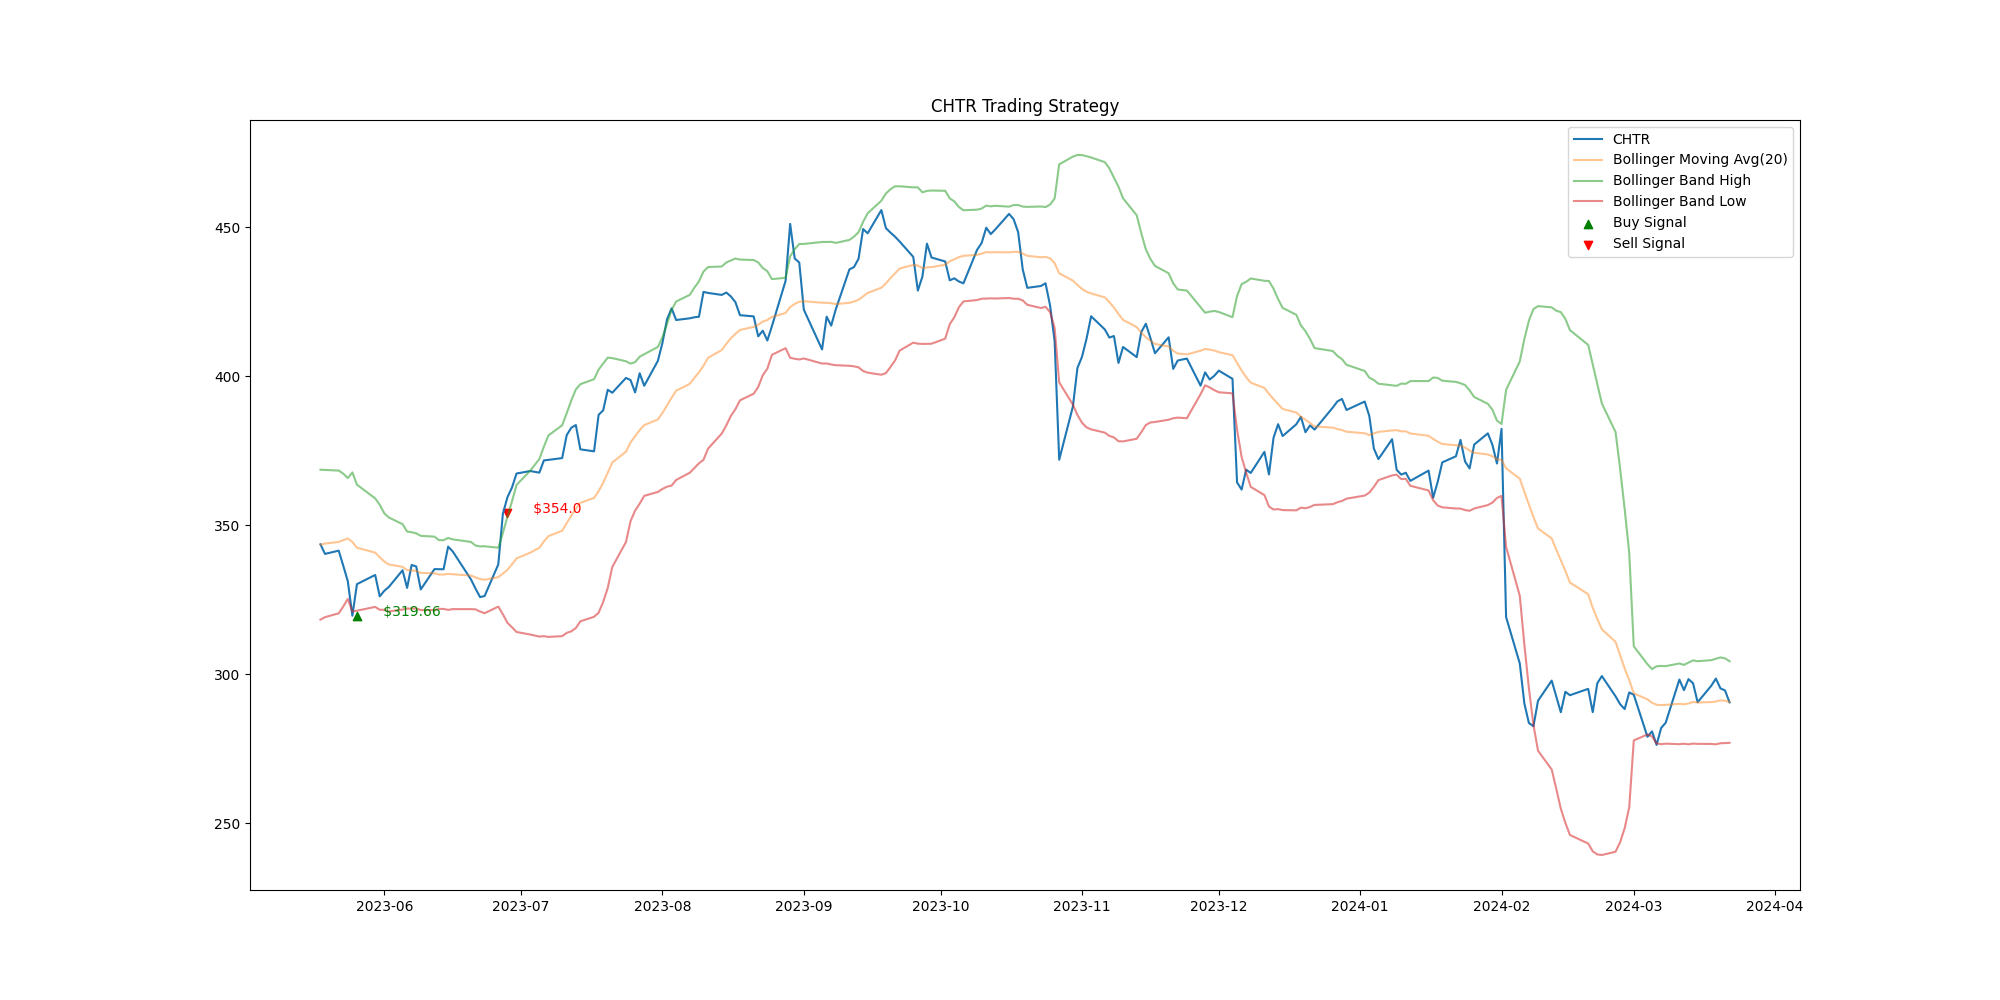 CHTR Trading Strategy
CHTR
Bollinger Moving Avg(20)
Bollinger Band High
Bollinger Band Low
Buy Signal
Sell Signal
450
400
350
300
250
$354.0
$319.66
2023-06
2023-07
2023-08
2023-09
2023-10
2023-11
2023-12
2024-01
2024-02
2024-03
2024-04